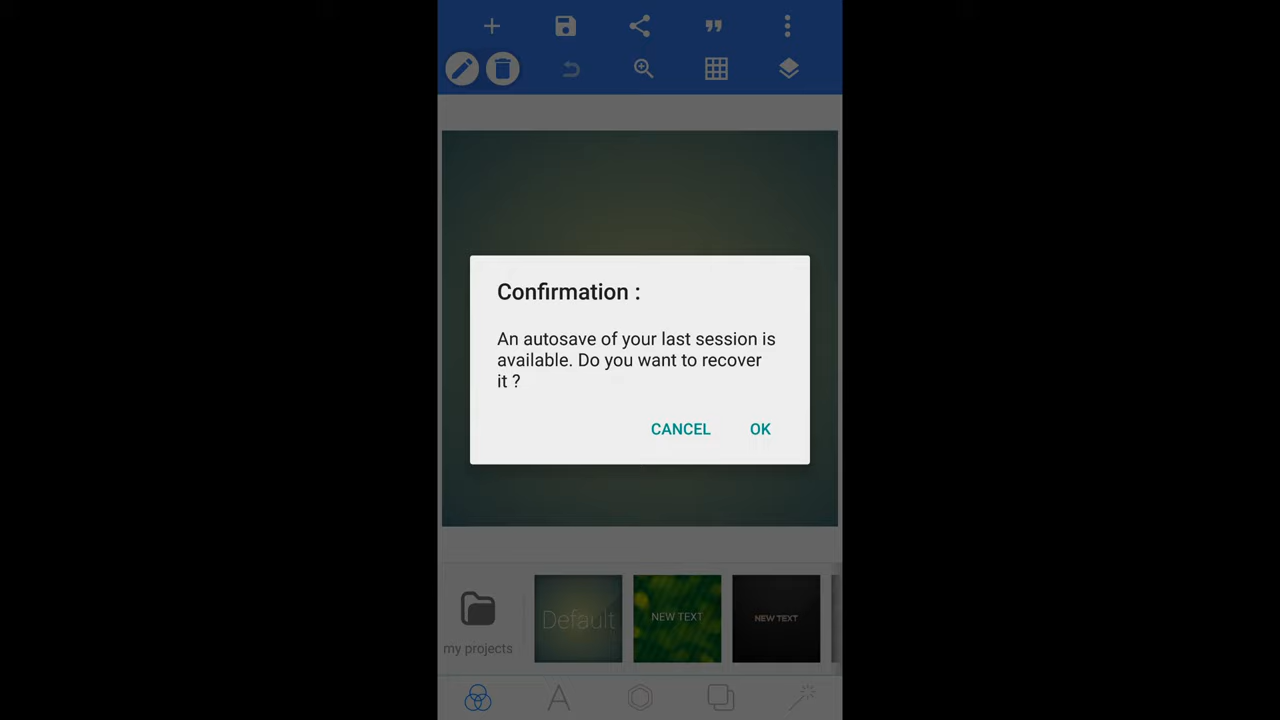 Confirmation :
An autosave of your last session is
available. Do you want to recover
it ?
CANCEL OK
Default
NEW TEXT
NEW TEXT
my projects